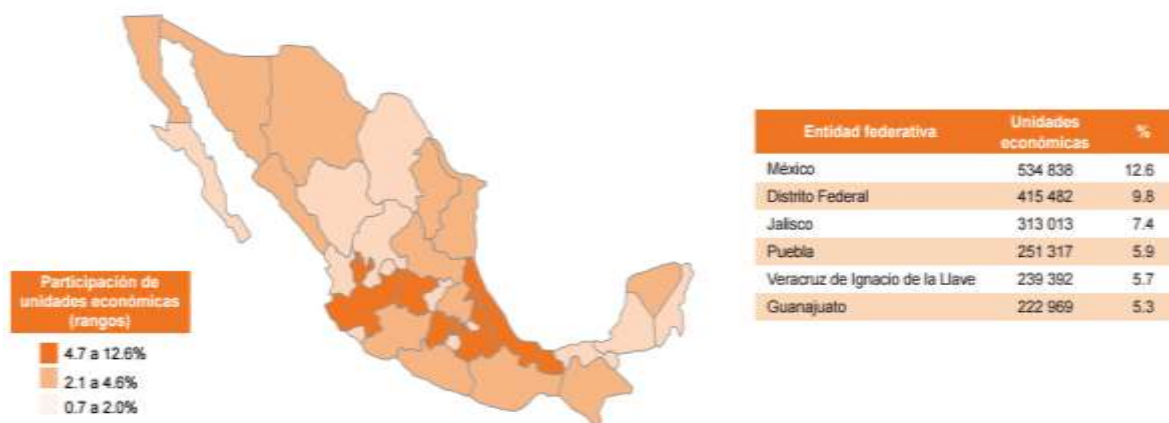 Entidad federativa Unidades económicas %
México 534 838 12.6
Distrito Federal 415 482 9.8
Jalisco 313 013 7.4
Puebla 251 317 5.9
Veracruz de Ignacio de la Llave 239 392 5.7
Guanajuato 222 969 5.3
Participación de
unidades económicas
(rangos)
4.7 a 12.6%
2.1 a 4.6%
0.7 a 2.0%